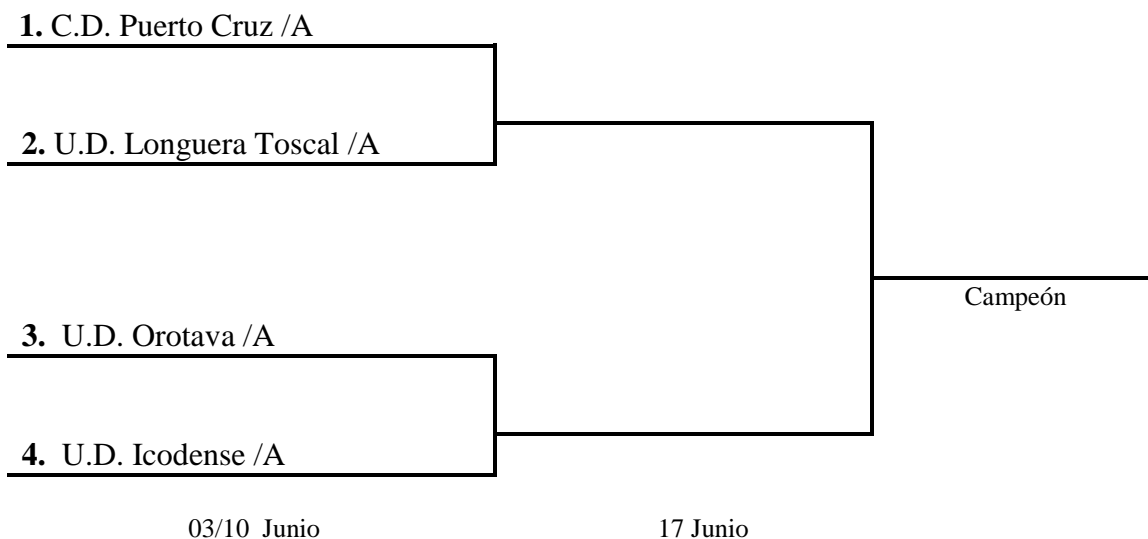 1. C.D. Puerto Cruz /A
2. U.D. Longuera Toscal /A
Campeón
3. U.D. Orotava /A
4. U.D. Icodense /A
03/10 Junio
17 Junio